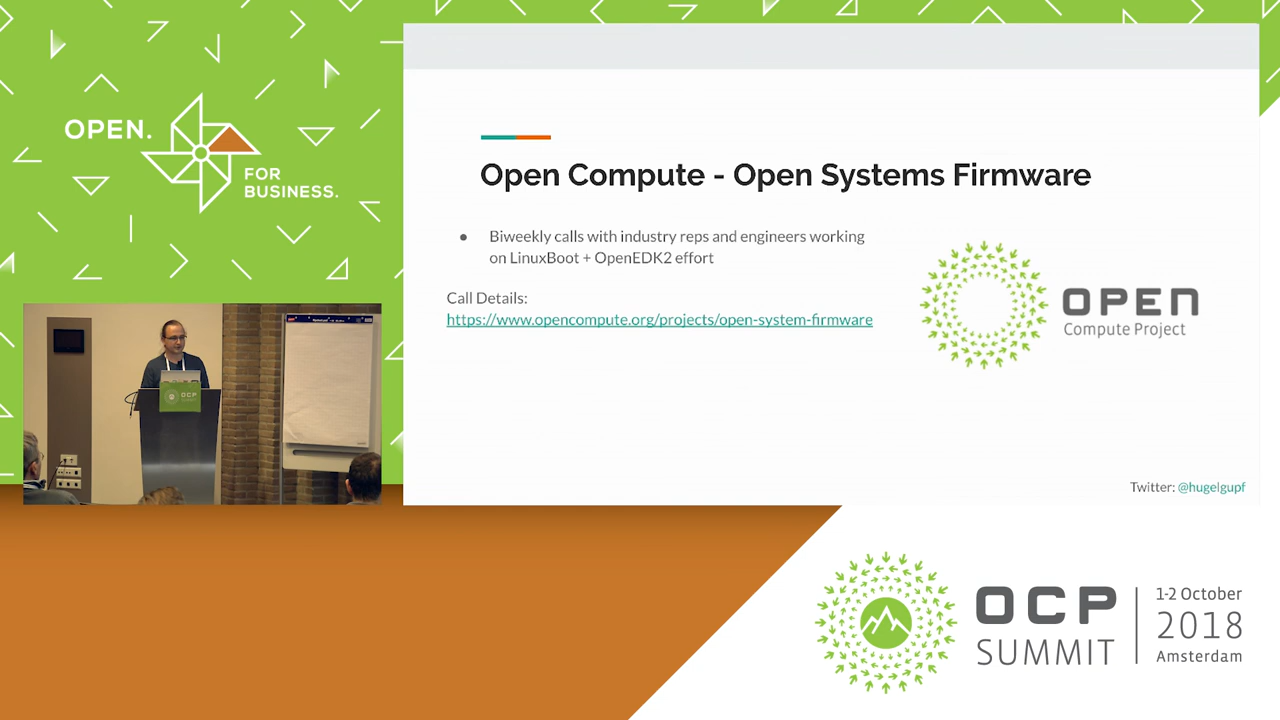 OPEN.
FOR
BUSINESS.
Open Compute - Open Systems Firmware
● Biweekly calls with industry reps and engineers working
on LinuxBoot + OpenEDK2 effort
Call Details:
https://www.opencompute.org/projects/open-system-firmware
OPEN
Compute Project
Twitter: @hugelgupf
OCP
SUMMIT
OCP
SUMMIT
1-2 October
2018
Amsterdam